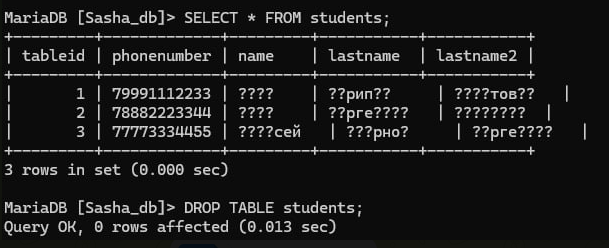 MariaDB [Sasha_db]> SELECT * FROM students;
+---------+-------------+---------+-----------+-----------+
| tableid | phonenumber | name    | lastname  | lastname2 |
+---------+-------------+---------+-----------+-----------+
|       1 | 79991112233 | ????    | ??рип??     | ????тов??   |
|       2 | 78882223344 | ????    | ??рге????    | ????????  |
|       3 | 77773334455 | ????сей    | ???рно?     | ??рге????   |
+---------+-------------+---------+-----------+-----------+
3 rows in set (0.000 sec)
MariaDB [Sasha_db]> DROP TABLE students;
Query OK, 0 rows affected (0.013 sec)